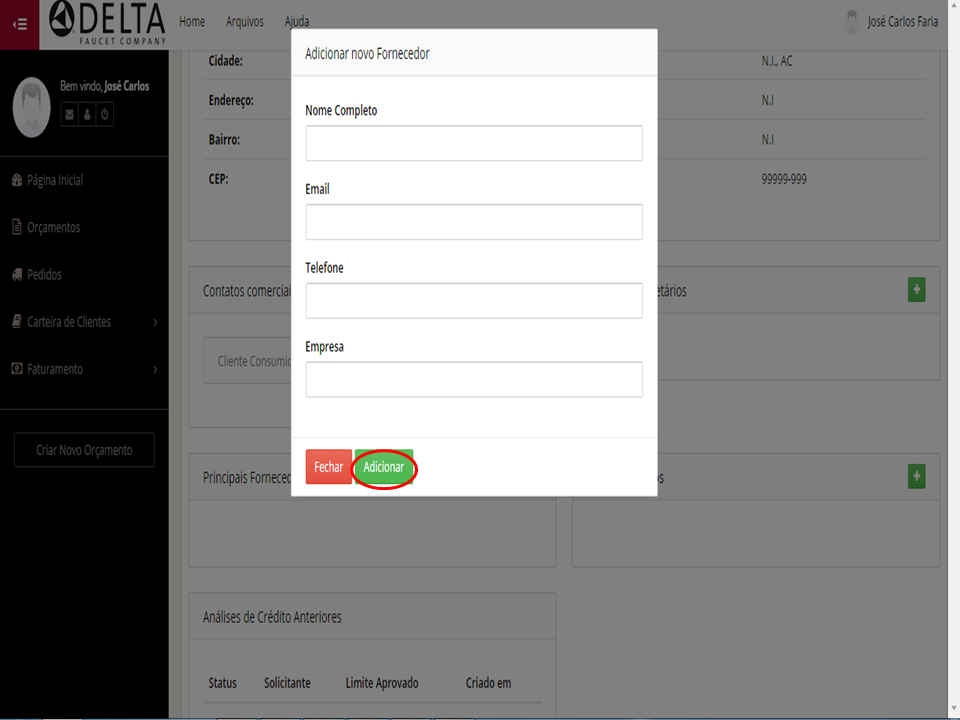 DELTA
FAUCET COMPANY
Home
Arquivos
Ajuda
José Carlos Faria
Bem vindo, José Carlos
Página Inicial
Orçamentos
Pedidos
Carteira de Clientes
Faturamento
Criar Novo Orçamento
Cidade:
N.I., AC
Endereço:
N.I
Bairro:
N.I
CEP:
99999-999
Adicionar novo Fornecedor
Nome Completo
Email
Telefone
Empresa
Fechar
Adicionar
Contatos comerciai
etários
+
Cliente Consumid
Principais Forneced
os
+
Análises de Crédito Anteriores
Status
Solicitante
Limite Aprovado
Criado em